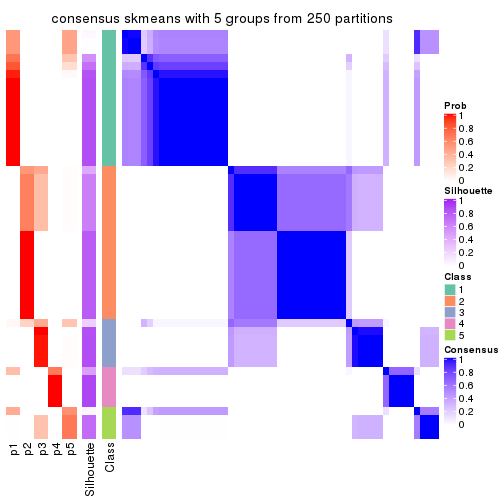 consensus skmeans with 5 groups from 250 partitions
Prob
1
0.8
0.6
0.4
0.2
0
Silhouette
1
0.8
0.6
0.4
0.2
0
Class
1
2
3
4
5
Consensus
1
0.8
0.6
0.4
0.2
0
p1
p2
p3
p4
p5
Silhouette
Class